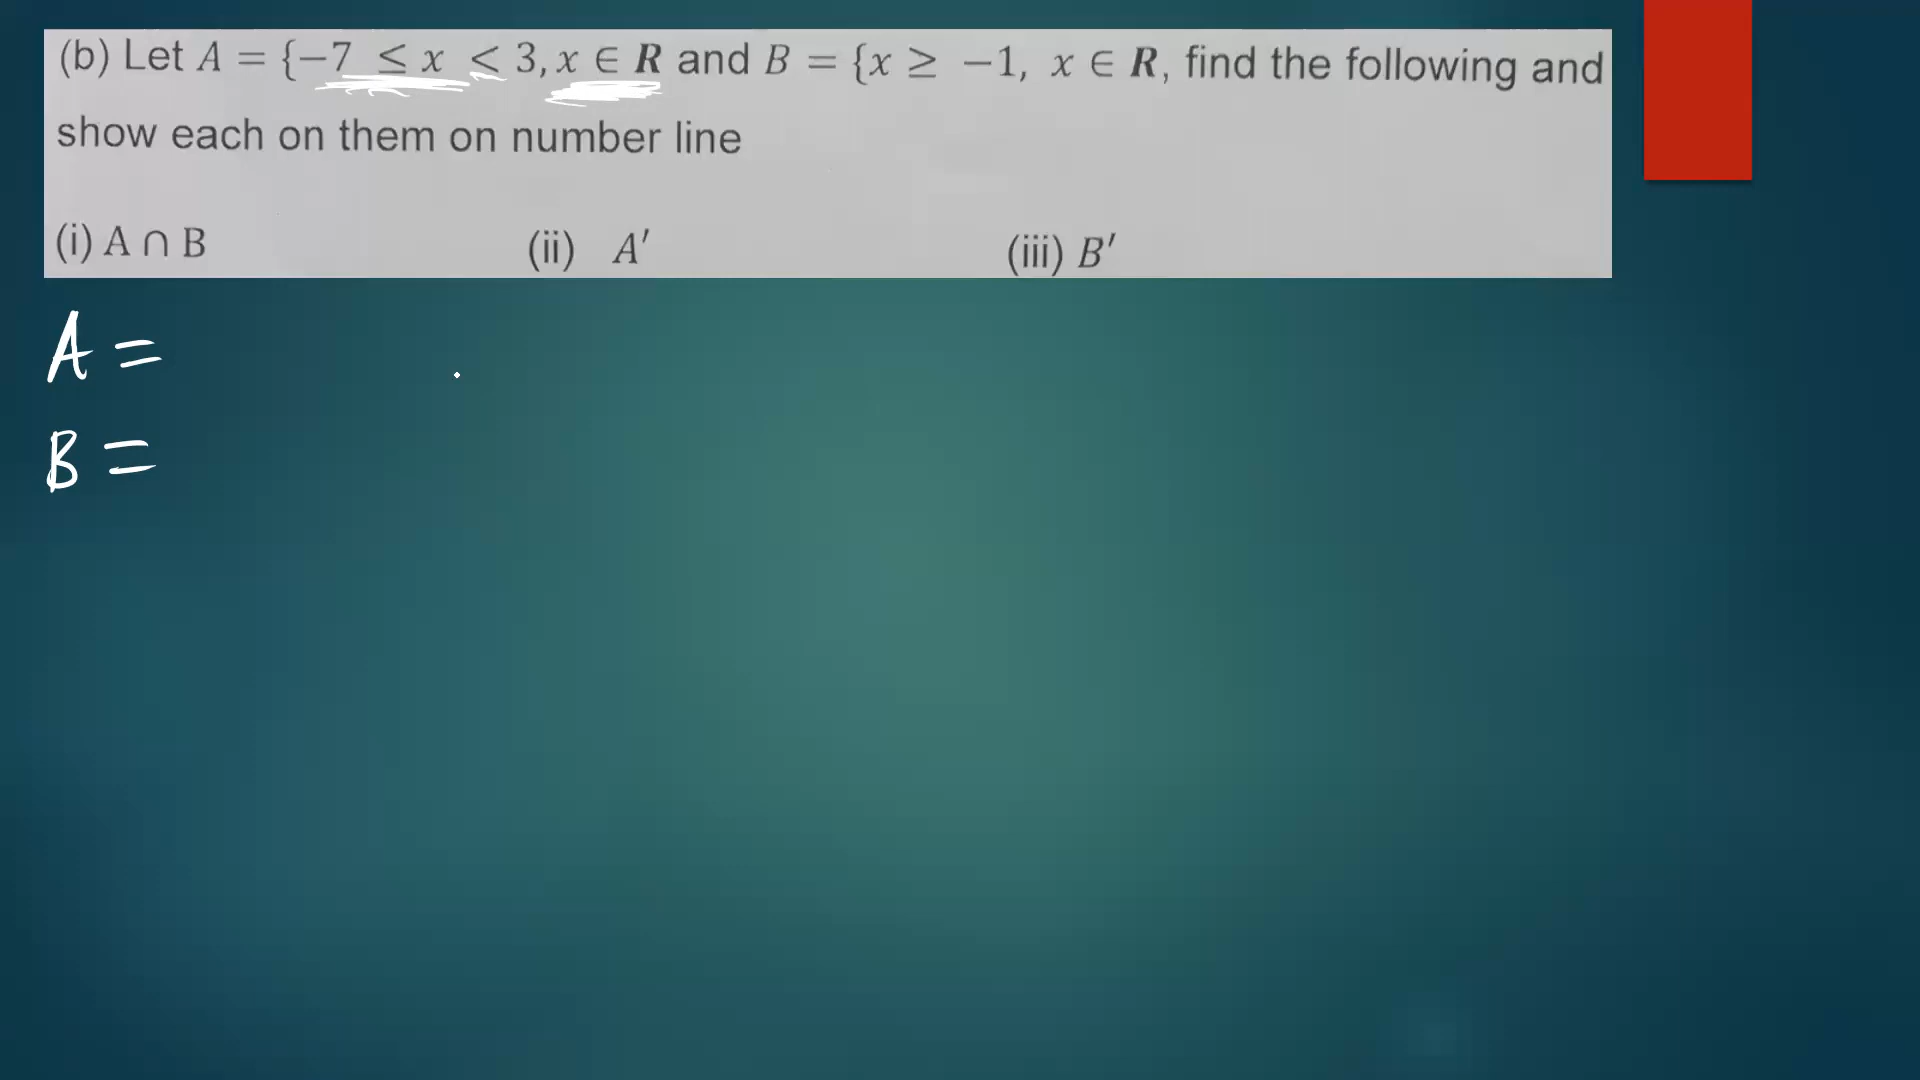 (b) Let A = {−7 ≤ x < 3, x ∈ R and B = {x ≥ −1, x ∈ R, find the following and
show each on them on number line
(i) A ∩ B (ii) A′ (iii) B′
A =
B =